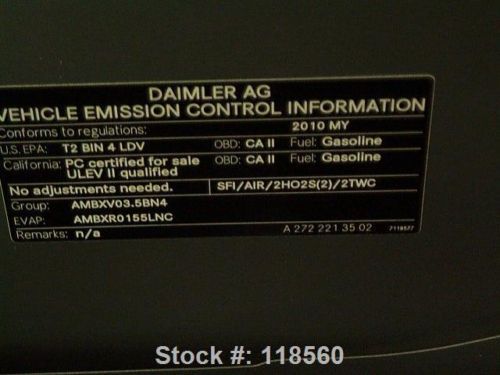 DAIMLER AG
VEHICLE EMISSION CONTROL INFORMATION
Conforms to regulations: 2010 MY
U.S. EPA: T2 BIN 4 LDV OBD: CA II Fuel: Gasoline
California: PC certified for sale ULEV II qualified OBD: CA II Fuel: Gasoline
No adjustments needed. SFI/AIR/2HO2S(2)/2TWC
Group: AMBXV03.5BN4
EVAP: AMBXR0155LNC
Remarks: n/a A 272 221 35 02
Stock #: 118560